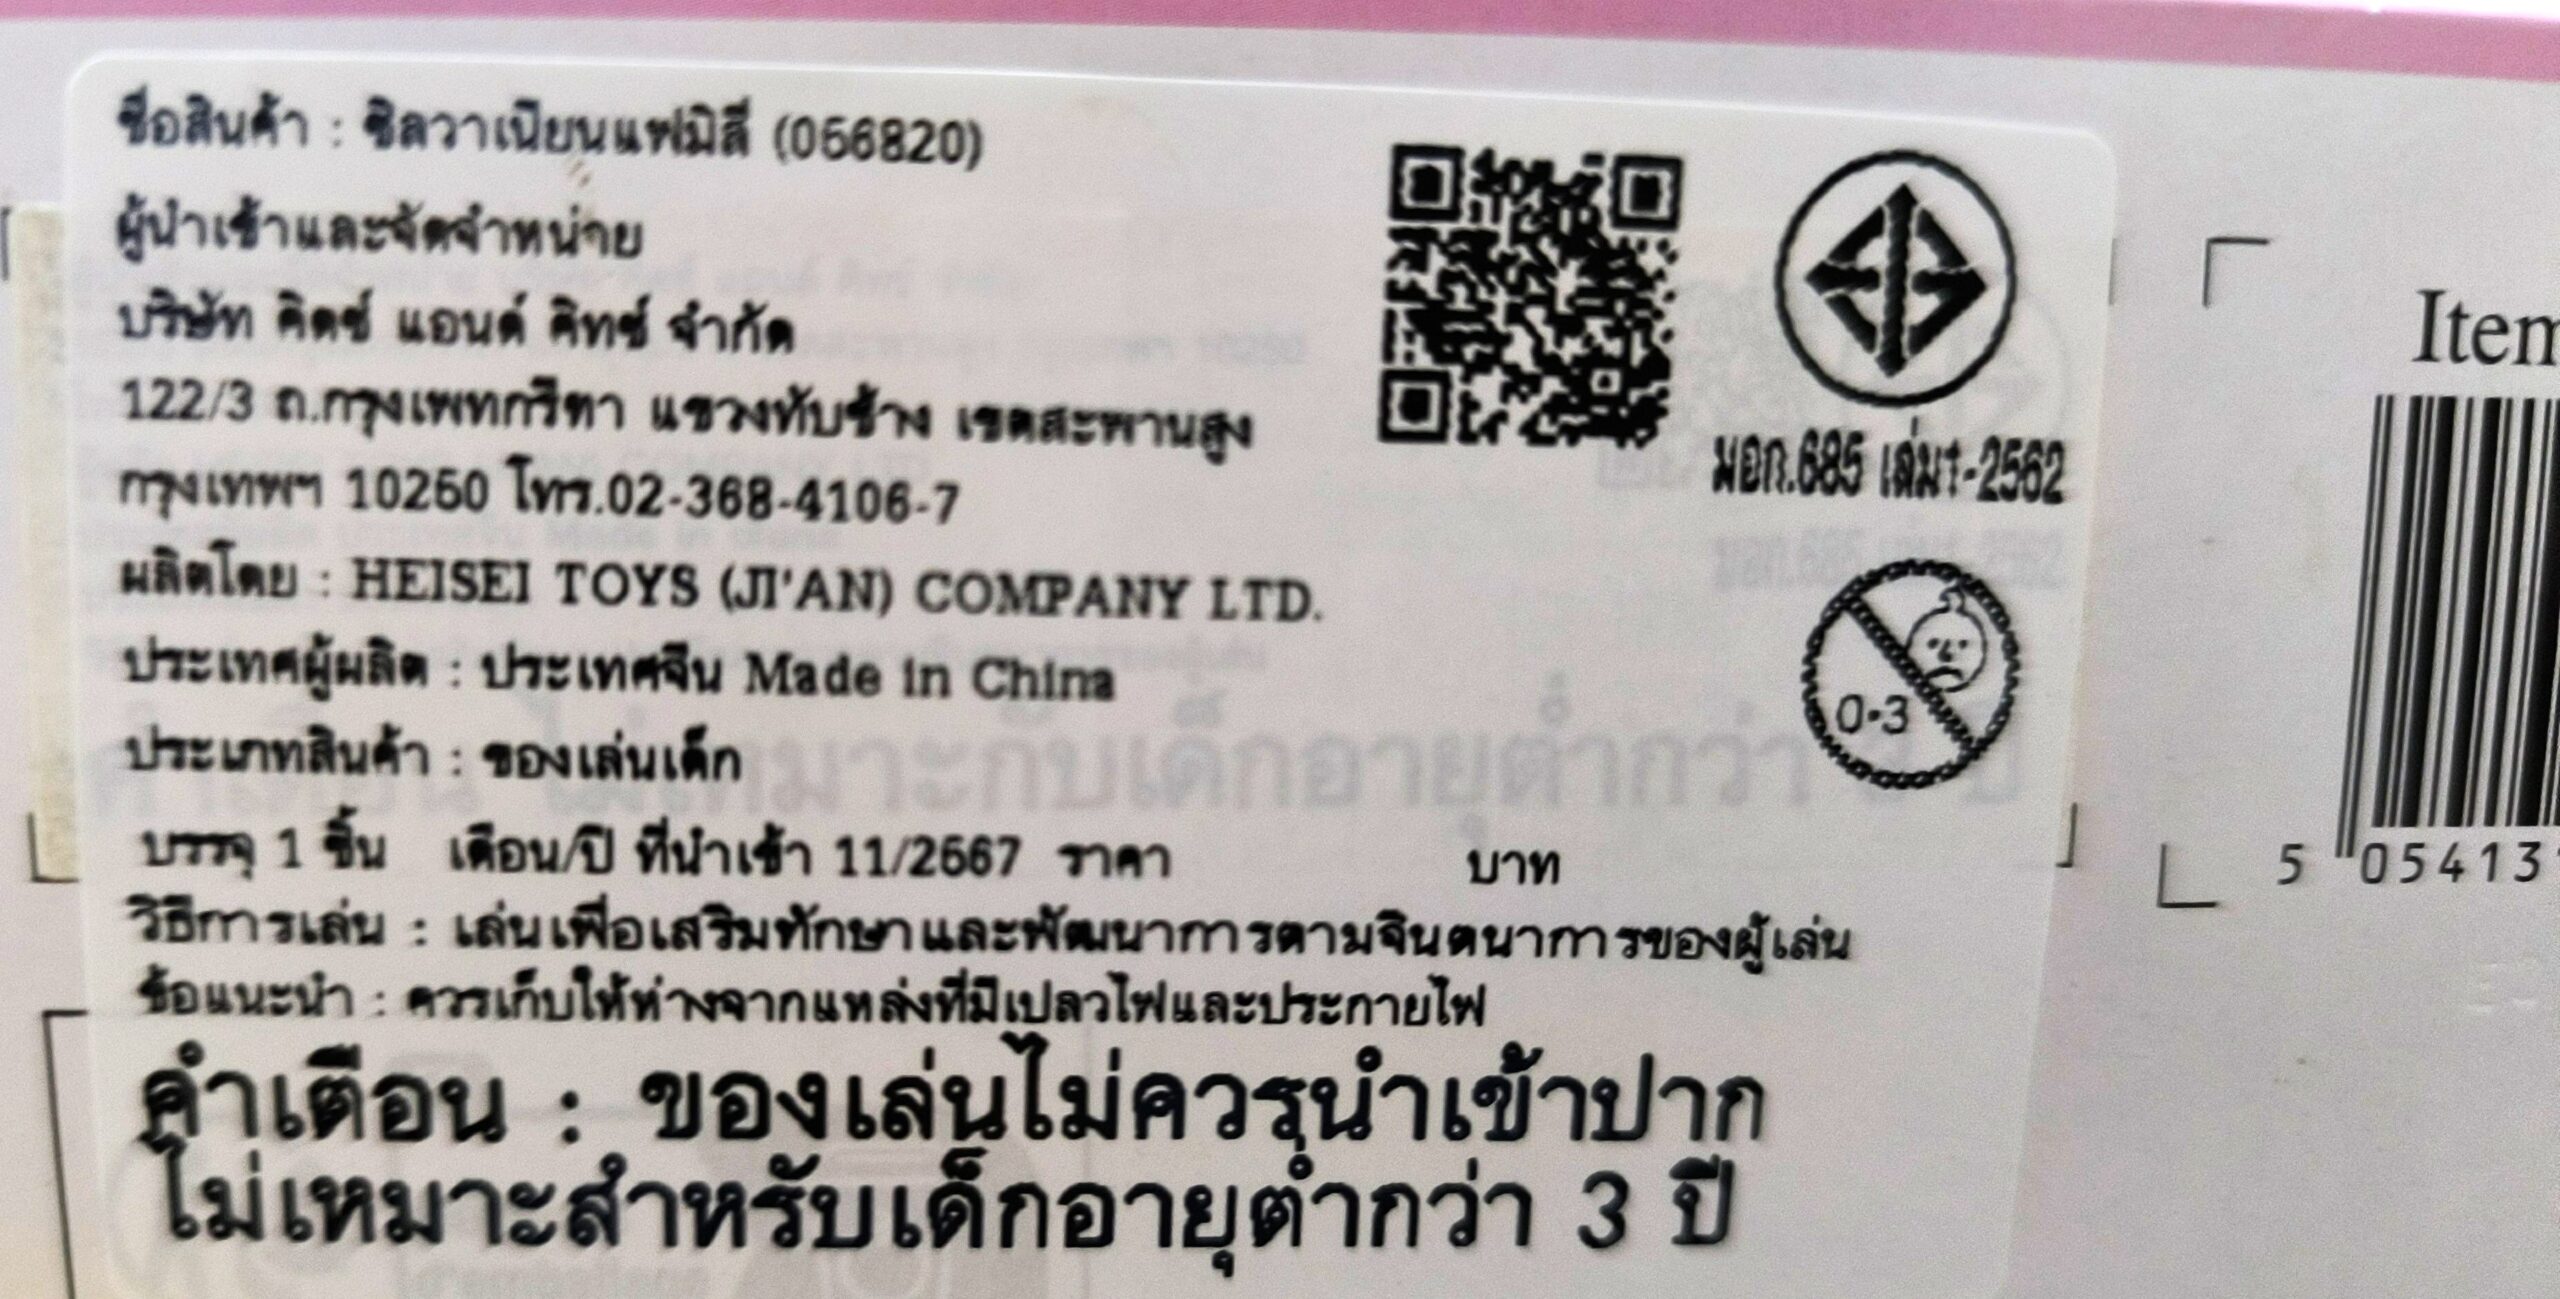 ชื่อสินค้า : ซิลวาเนียนแฟมิลี่ (056820)
ผู้นำเข้าและจัดจำหน่าย
บริษัท คิดซ์ แอนด์ คิทซ์ จำกัด
122/3 ถ.กรุงเทพกรีฑา แขวงทับช้าง เขตสะพานสูง
กรุงเทพฯ 10250 โทร.02-368-4106-7
ผลิตโดย : HEISEI TOYS (JI'AN) COMPANY LTD.
ประเทศผู้ผลิต : ประเทศจีน Made in China
ประเภทสินค้า : ของเล่นเด็ก
บรรจุ 1 ชิ้น เดือน/ปี ที่นำเข้า 11/2567 ราคา บาท
วิธีการเล่น : เล่นเพื่อเสริมทักษาและพัฒนาการตามจินตนาการของผู้เล่น
ข้อแนะนำ : ควรเก็บให้ห่างจากแหล่งที่มีเปลวไฟและประกายไฟ
คำเตือน : ของเล่นไม่ควรนำเข้าปาก
ไม่เหมาะสำหรับเด็กอายุต่ำกว่า 3 ปี
มอก.685 เล่ม1-2562
0-3
Item
5 054131